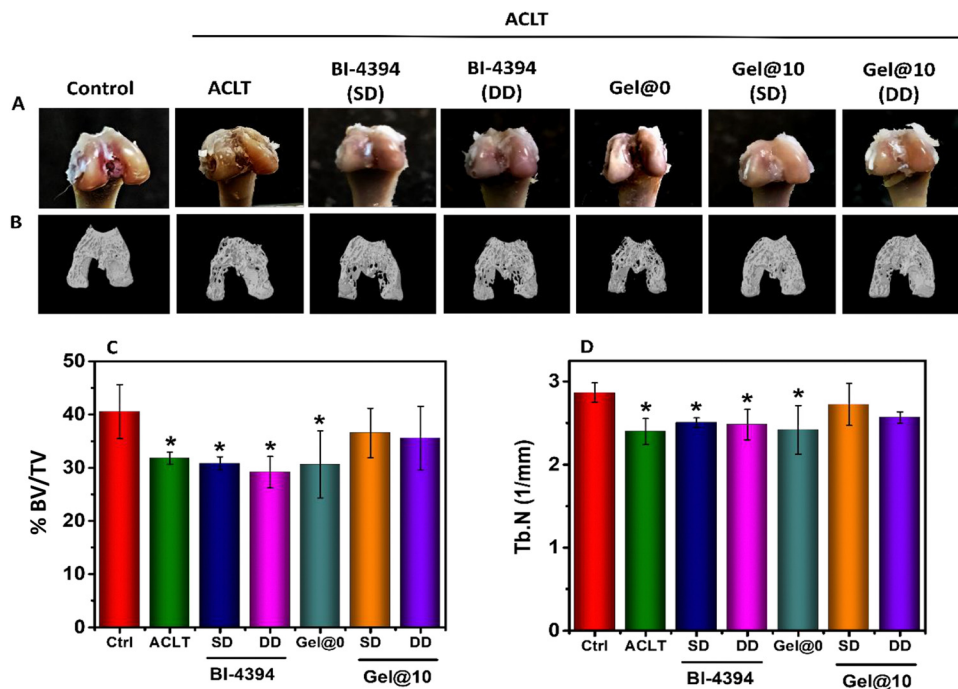 ACLT
Control
ACLT
BI-4394
(SD)
BI-4394
(DD)
Gel@0
Gel@10
(SD)
Gel@10
(DD)
A
B
C
50
40
30
20
10
0
% BV/TV
* * * *
Ctrl ACLT SD DD Gel@0 SD DD
BI-4394 Gel@10
D
3
2
1
0
Tb.N (1/mm)
* * * *
Ctrl ACLT SD DD Gel@0 SD DD
BI-4394 Gel@10